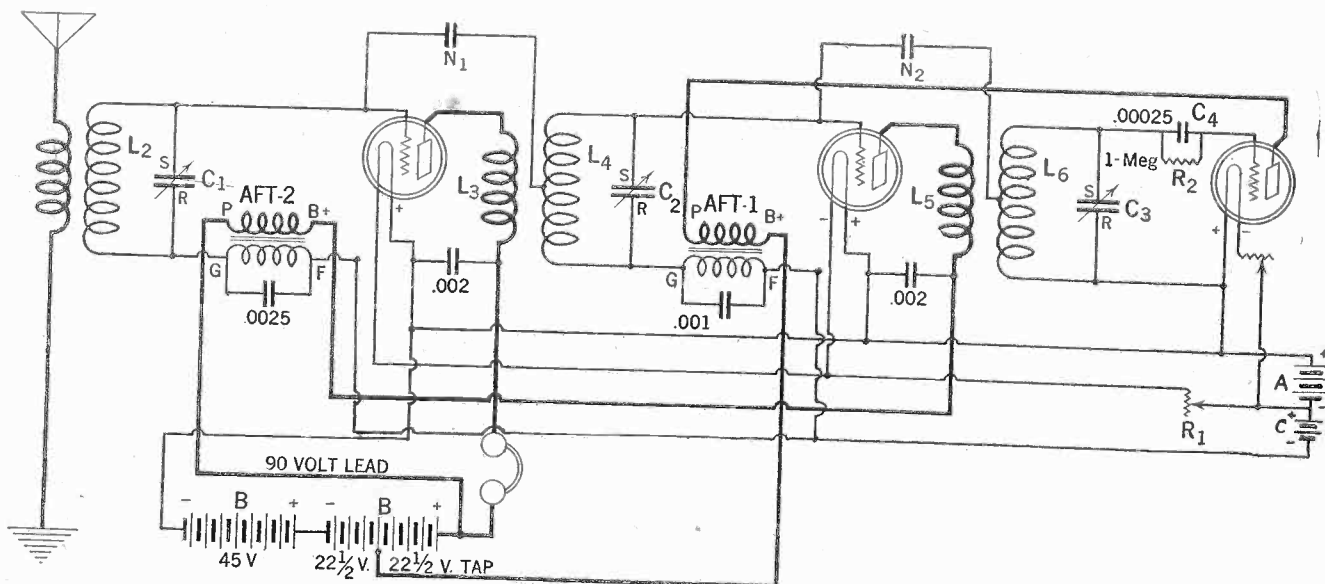 N₁
N₂
.00025 C₄
L₂
S
C₁
R
AFT-2
P
B+
L₃
+
L₄
S
C₂
R
AFT-1
P
B+
L₅
-
+
L₆
1-Meg
R₂
S
C₃
R
+
-
G
F
.0025
.002
G
F
.001
.002
+
A
-
R₁
C
+
-
90 VOLT LEAD
- B + - B +
45 V 22½ V. 22½ V. TAP